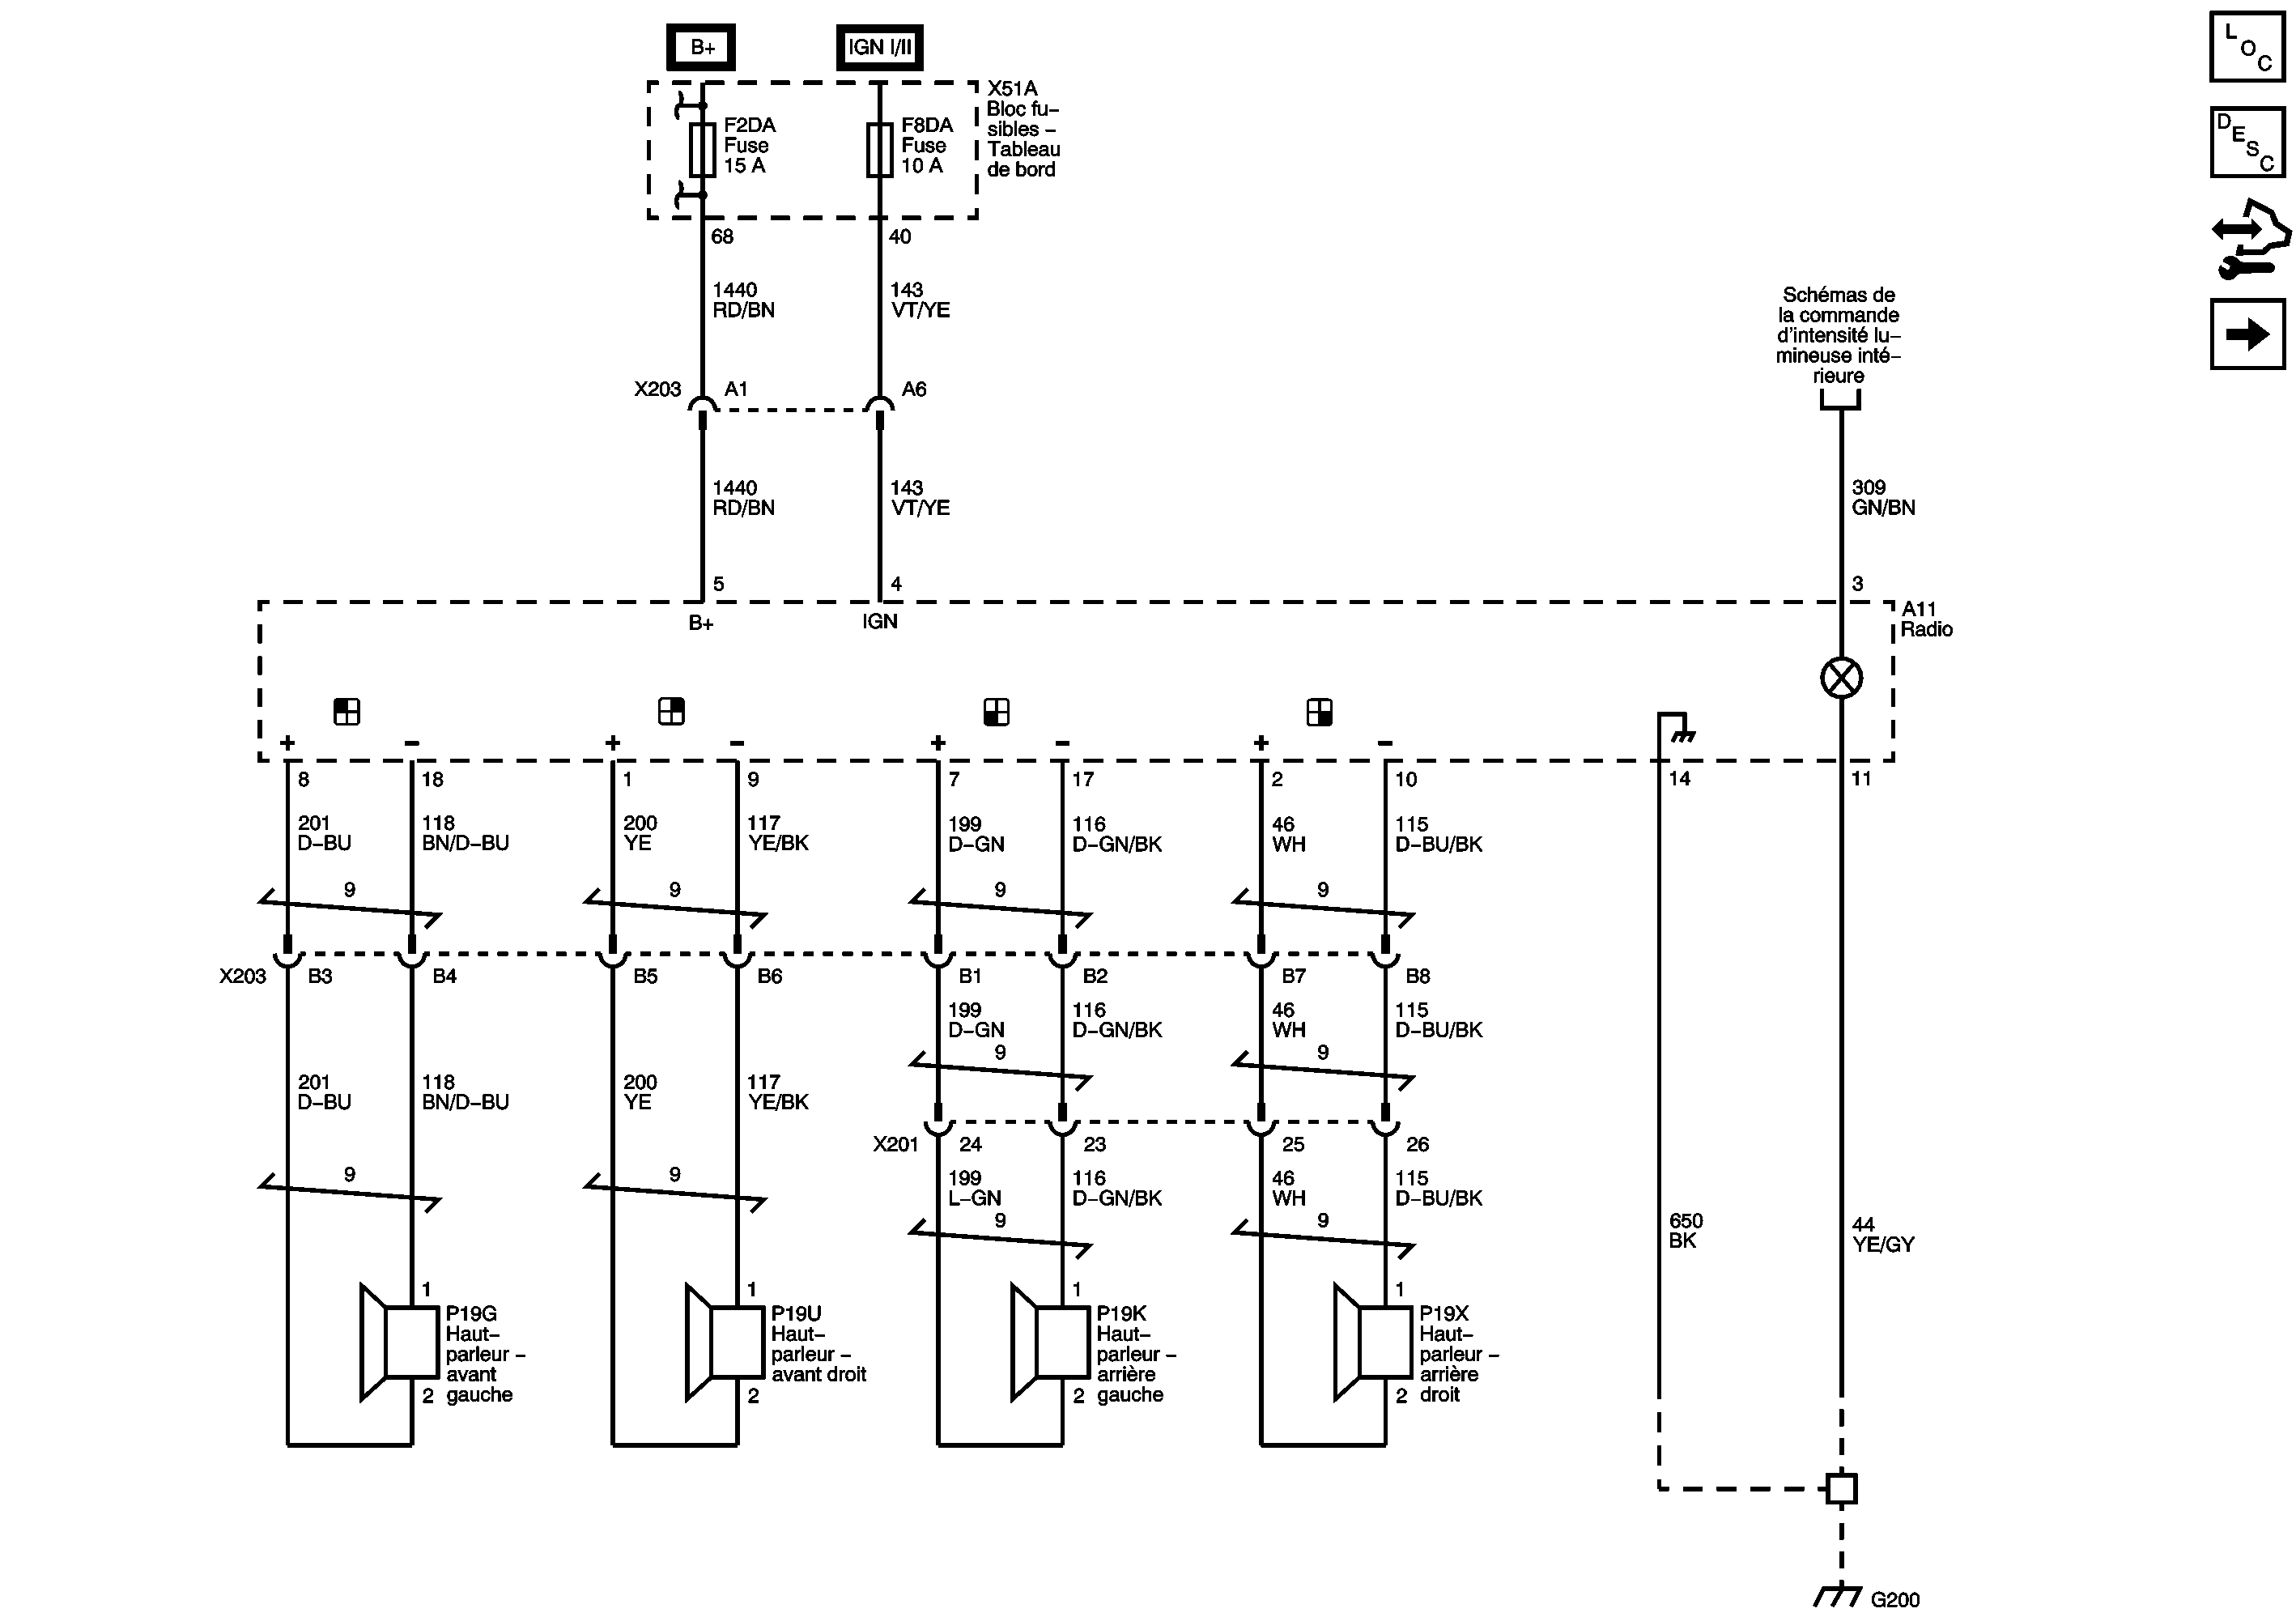 B+
IGN I/II
L
O
C
D
E
S
C
X51A
Bloc fu–
sibles –
Tableau
de bord
F2DA
Fuse
15 A
F8DA
Fuse
10 A
68
40
1440
RD/BN
143
VT/YE
Schémas de
la commande
d'intensité lu–
mineuse inté–
rieure
X203
A1
A6
1440
RD/BN
143
VT/YE
309
GN/BN
5
4
3
B+
IGN
A11
Radio
+
–
+
–
+
–
+
–
8
18
1
9
7
17
2
10
14
11
201
D–BU
118
BN/D–BU
200
YE
117
YE/BK
199
D–GN
116
D–GN/BK
46
WH
115
D–BU/BK
9
9
9
9
X203
B3
B4
B5
B6
B1
B2
B7
B8
199
D–GN
116
D–GN/BK
46
WH
115
D–BU/BK
9
9
201
D–BU
118
BN/D–BU
200
YE
117
YE/BK
X201
24
23
25
26
199
L–GN
116
D–GN/BK
46
WH
115
D–BU/BK
9
9
9
9
650
BK
44
YE/GY
1
P19G
Haut–
parleur –
avant
gauche
2
1
P19U
Haut–
parleur –
avant droit
2
1
P19K
Haut–
parleur –
arrière
gauche
2
1
P19X
Haut–
parleur –
arrière
droit
2
G200